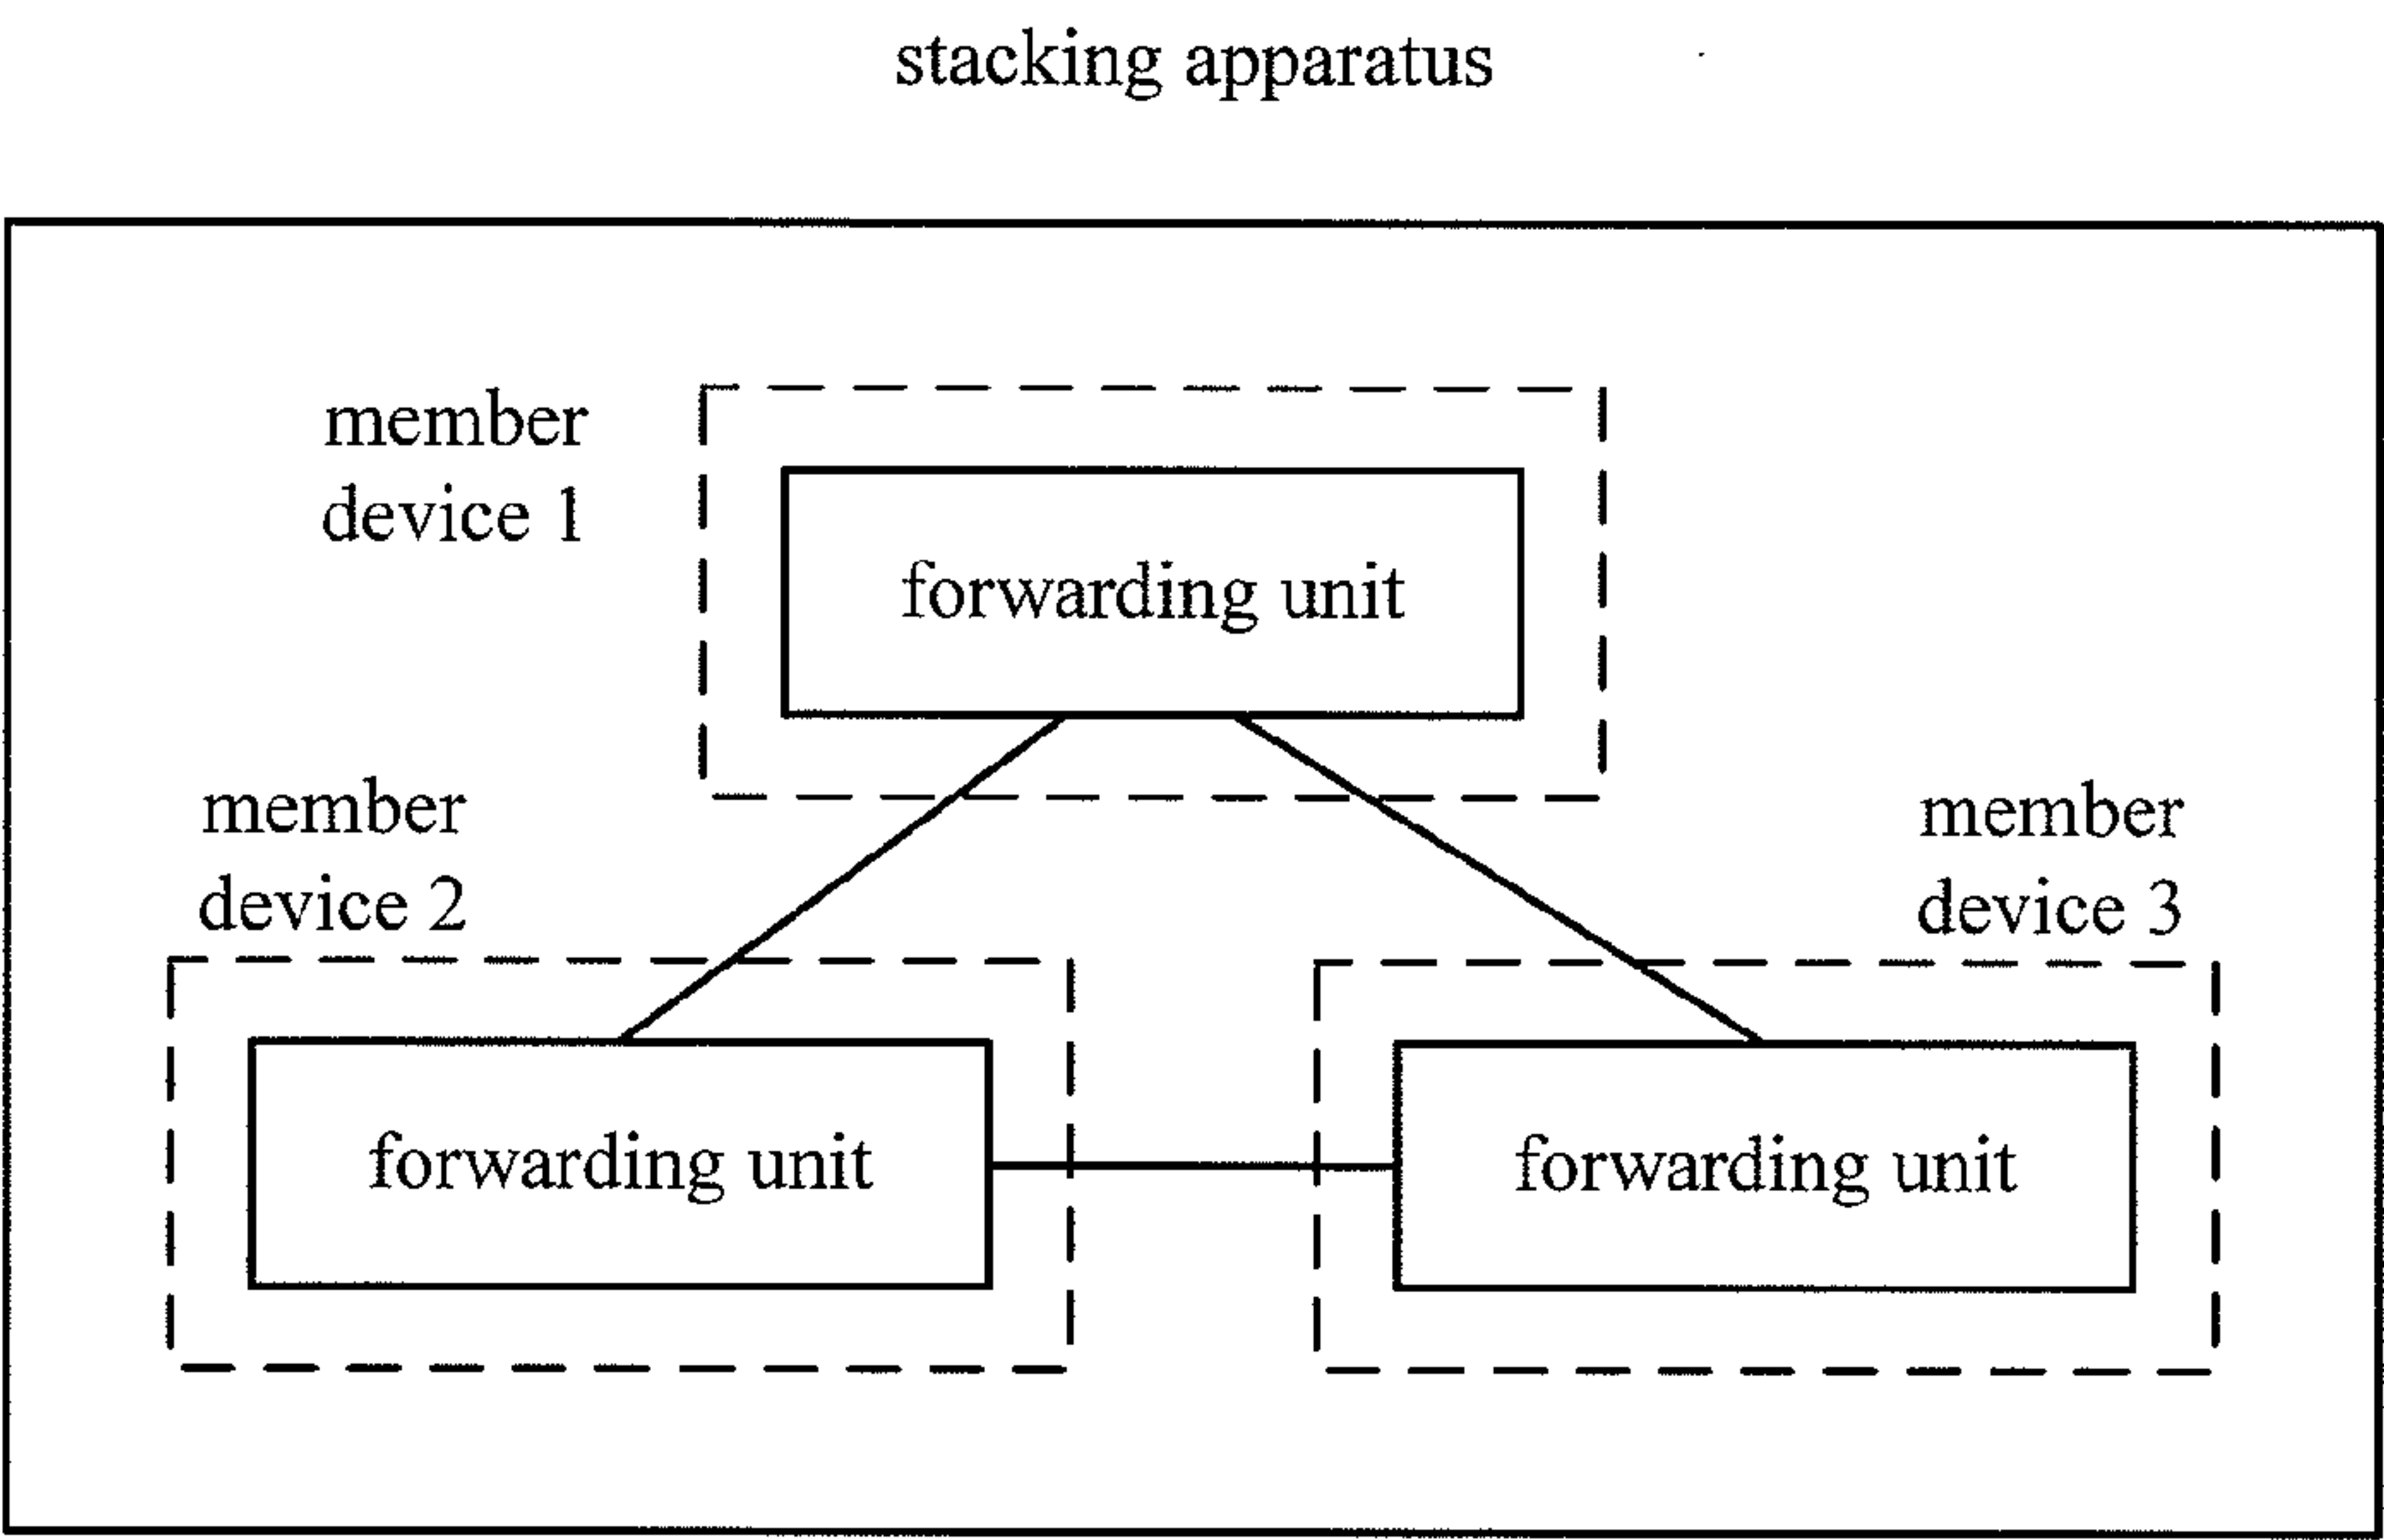 stacking apparatus
member
device 1
forwarding unit
member
device 2
member
device 3
forwarding unit
forwarding unit